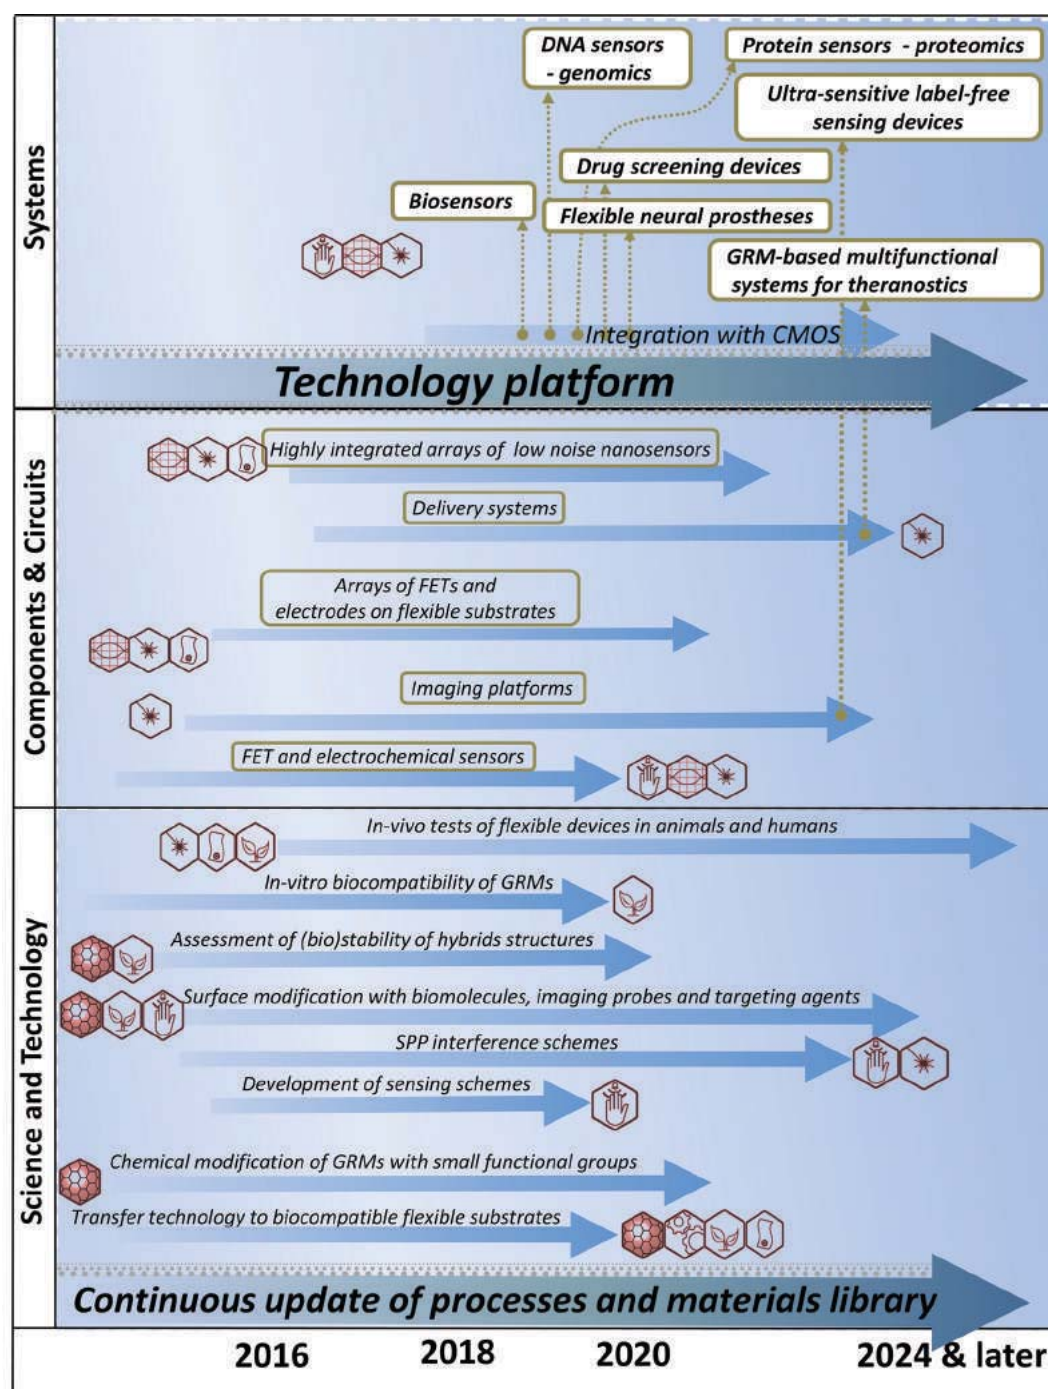 Systems
DNA sensors
- genomics
Protein sensors - proteomics
Ultra-sensitive label-free
sensing devices
Drug screening devices
Biosensors
Flexible neural prostheses
GRM-based multifunctional
systems for theranostics
Integration with CMOS
Technology platform
Components & Circuits
Highly integrated arrays of low noise nanosensors
Delivery systems
Arrays of FETs and
electrodes on flexible substrates
Imaging platforms
FET and electrochemical sensors
Science and Technology
In-vivo tests of flexible devices in animals and humans
In-vitro biocompatibility of GRMs
Assessment of (bio)stability of hybrids structures
Surface modification with biomolecules, imaging probes and targeting agents
SPP interference schemes
Development of sensing schemes
Chemical modification of GRMs with small functional groups
Transfer technology to biocompatible flexible substrates
Continuous update of processes and materials library
2016 2018 2020 2024 & later